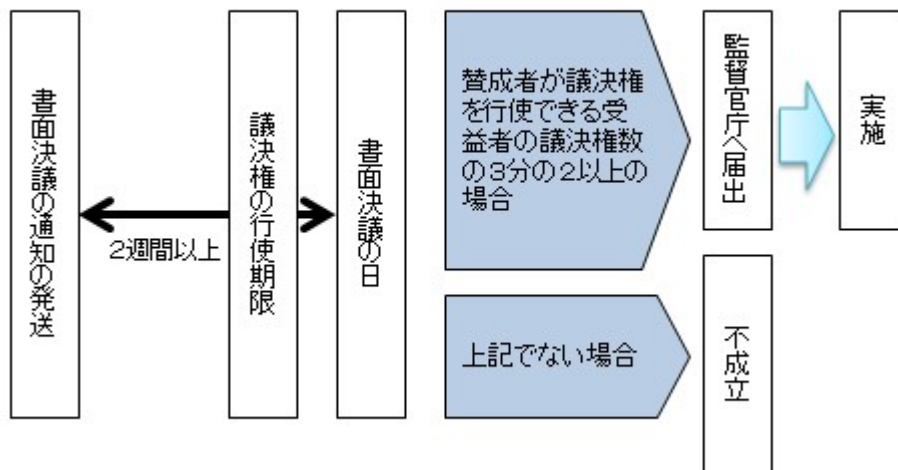 書面決議の通知の発送
2週間以上
議決権の行使期限
書面決議の日
賛成者が議決権
を行使できる受
益者の議決権数
の3分の2以上の
場合
監督官庁へ届出
実施
上記でない場合
不成立